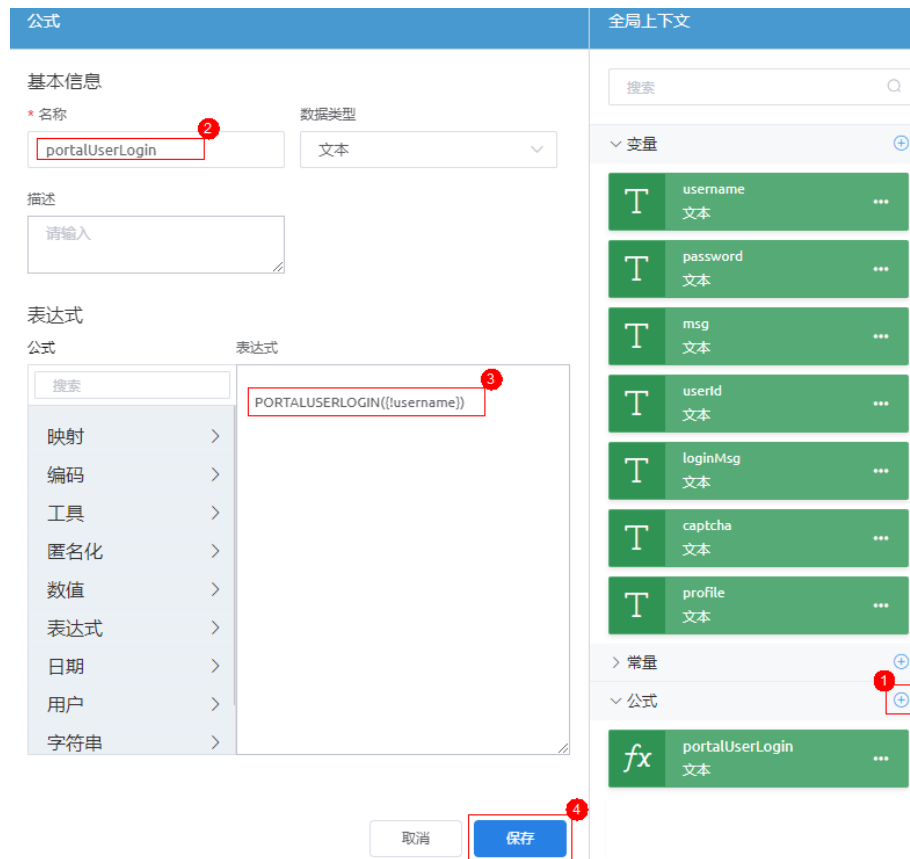 公式
基本信息
* 名称
数据类型
2
portalUserLogin
文本
描述
请输入
表达式
公式
表达式
搜索
3
PORTALUSERLOGIN({!username})
映射
编码
工具
匿名化
数值
表达式
日期
用户
字符串
4
取消
保存
全局上下文
搜索
变量
T
username
文本
T
password
文本
T
msg
文本
T
userId
文本
T
loginMsg
文本
T
captcha
文本
T
profile
文本
常量
1
公式
fx
portalUserLogin
文本